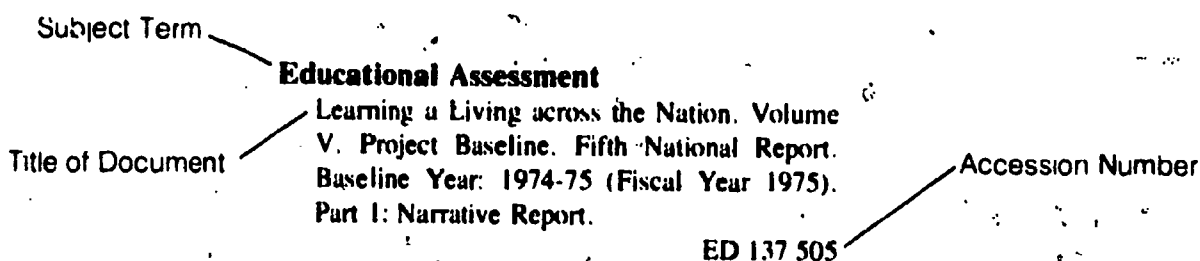 Subject Term
Educational Assessment
Learning a Living across the Nation. Volume
Title of Document
V. Project Baseline. Fifth National Report.
Accession Number
Baseline Year: 1974-75 (Fiscal Year 1975).
Part 1: Narrative Report.
ED 137 505